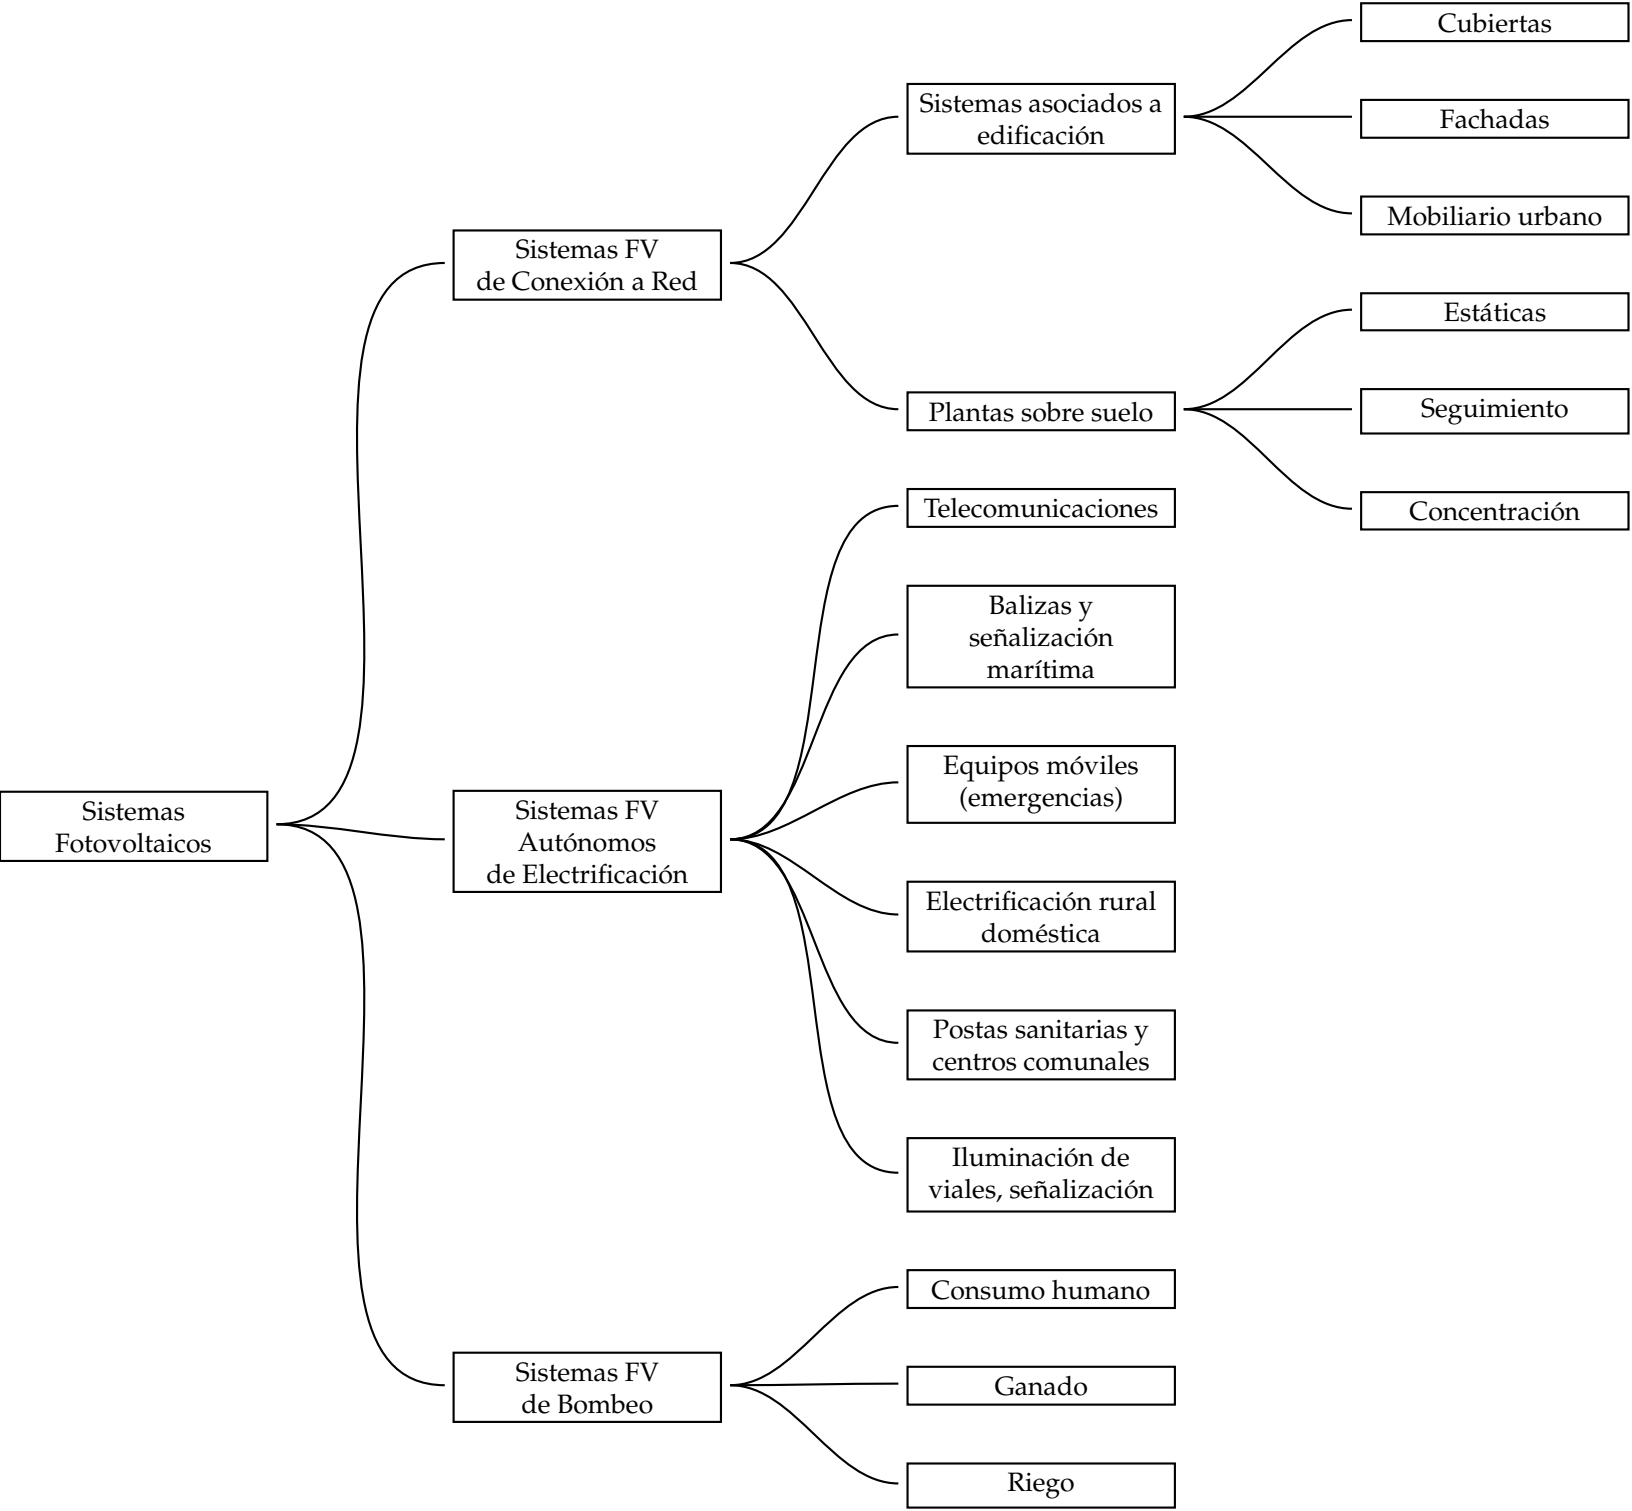 Sistemas
Fotovoltaicos
Sistemas FV
de Conexión a Red
Sistemas asociados a
edificación
Cubiertas
Fachadas
Mobiliario urbano
Plantas sobre suelo
Estáticas
Seguimiento
Concentración
Sistemas FV
Autónomos
de Electrificación
Telecomunicaciones
Balizas y
señalización
marítima
Equipos móviles
(emergencias)
Electrificación rural
doméstica
Postas sanitarias y
centros comunales
Iluminación de
viales, señalización
Sistemas FV
de Bombeo
Consumo humano
Ganado
Riego